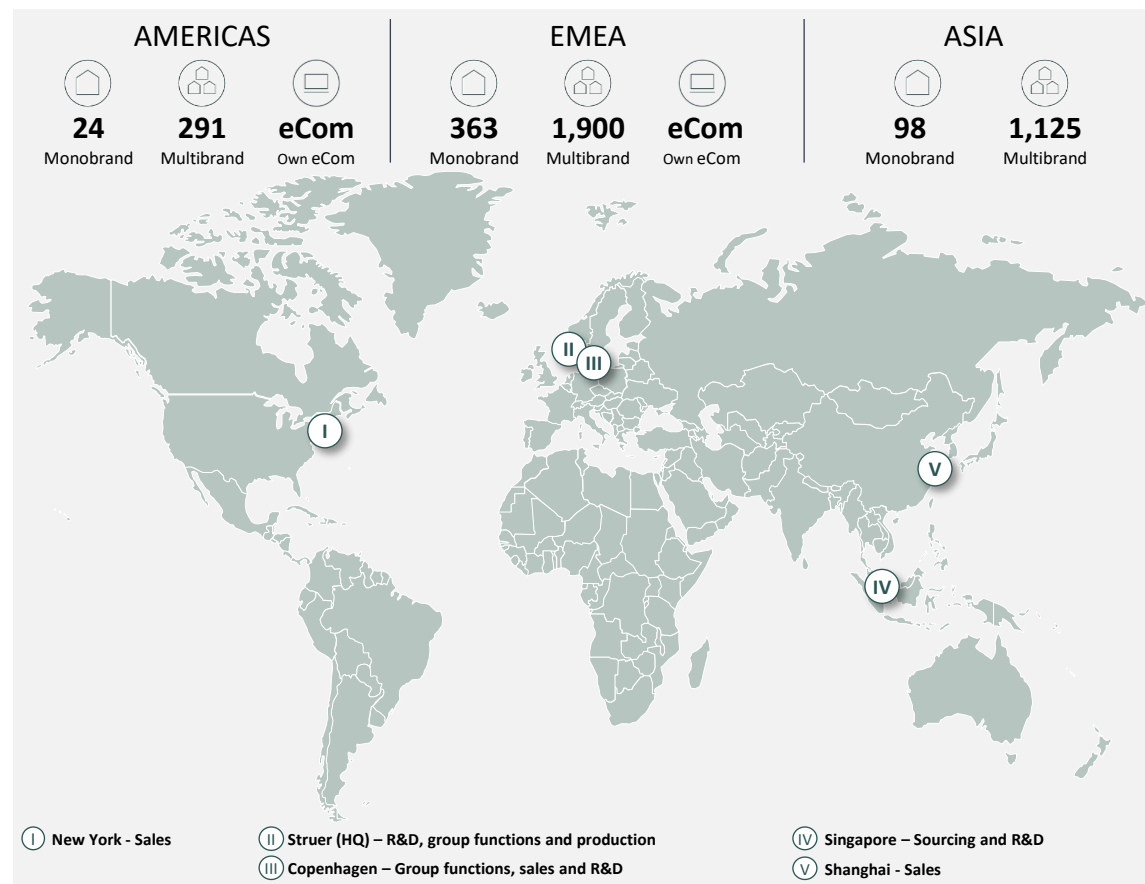 AMERICAS
24
Monobrand
291
Multibrand
eCom
Own eCom
EMEA
363
Monobrand
1,900
Multibrand
eCom
Own eCom
ASIA
98
Monobrand
1,125
Multibrand
II
III
I
V
IV
I New York - Sales
II Struer (HQ) – R&D, group functions and production
III Copenhagen – Group functions, sales and R&D
IV Singapore – Sourcing and R&D
V Shanghai - Sales